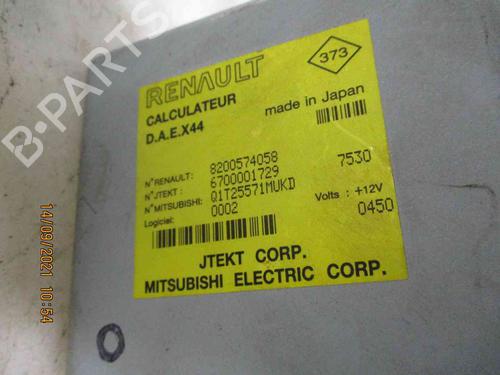 RENAULT
373
CALCULATEUR
made in Japan
D.A.E.X44
N° RENAULT: 8200574058 7530
N° JTEKT: 6700001729
N° MITSUBISHI: Q1T25571MUKD Volts : +12V
Logiciel: 0002 0450
JTEKT CORP.
MITSUBISHI ELECTRIC CORP.
14/09/2021 10:54
B-PARTS
O